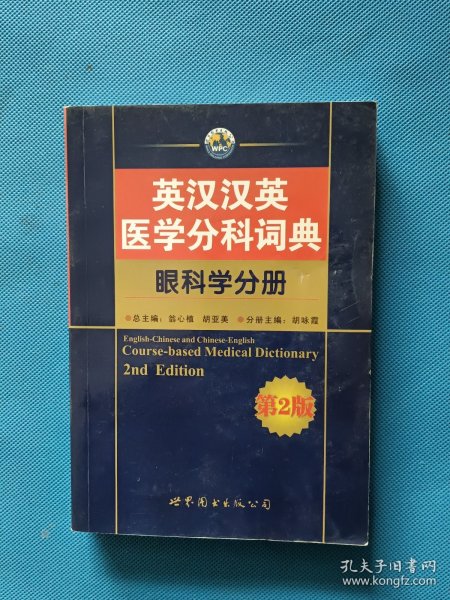 WPC
英汉汉英
医学分科词典
眼科学分册
总主编：翁心植 胡亚美 分册主编：胡咏霞
English-Chinese and Chinese-English
Course-based Medical Dictionary
2nd Edition
第2版
世界图书出版公司
孔夫子旧书网
www.kongfz.com